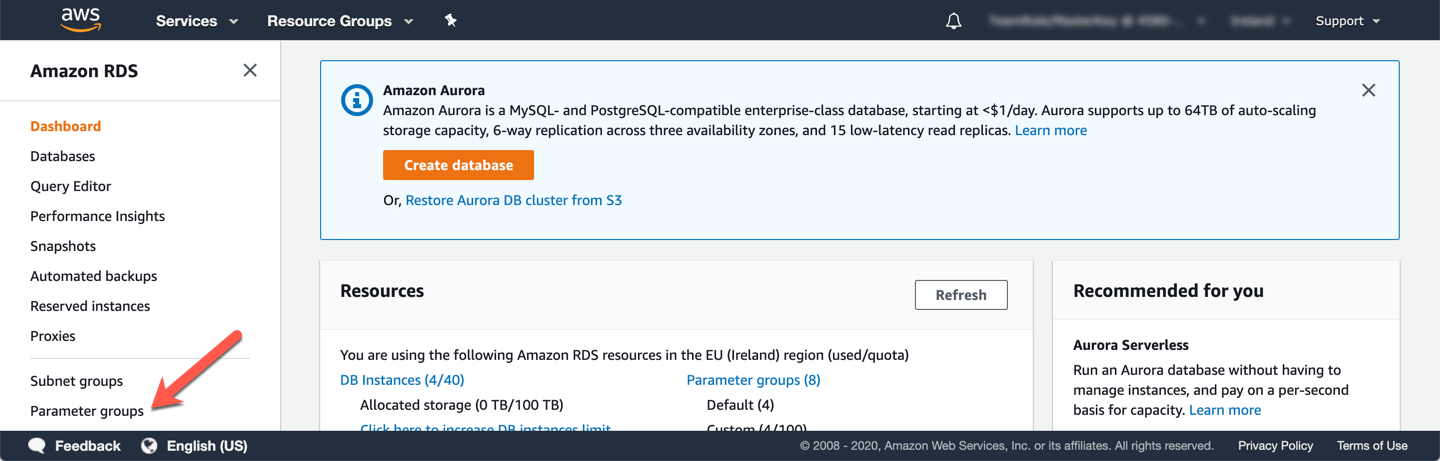 aws
Services
Resource Groups
Support
Amazon RDS
Dashboard
Databases
Query Editor
Performance Insights
Snapshots
Automated backups
Reserved instances
Proxies
Subnet groups
Parameter groups
Amazon Aurora
Amazon Aurora is a MySQL- and PostgreSQL-compatible enterprise-class database, starting at <$1/day. Aurora supports up to 64TB of auto-scaling
storage capacity, 6-way replication across three availability zones, and 15 low-latency read replicas. Learn more
Create database
Or, Restore Aurora DB cluster from S3
Resources
Refresh
You are using the following Amazon RDS resources in the EU (Ireland) region (used/quota)
DB Instances (4/40)
Allocated storage (0 TB/100 TB)
Click here to increase DB instances limit
Parameter groups (8)
Default (4)
Custom (4/100)
Recommended for you
Aurora Serverless
Run an Aurora database without having to
manage instances, and pay on a per-second
basis for capacity. Learn more
Feedback
English (US)
© 2008 - 2020, Amazon Web Services, Inc. or its affiliates. All rights reserved.
Privacy Policy
Terms of Use